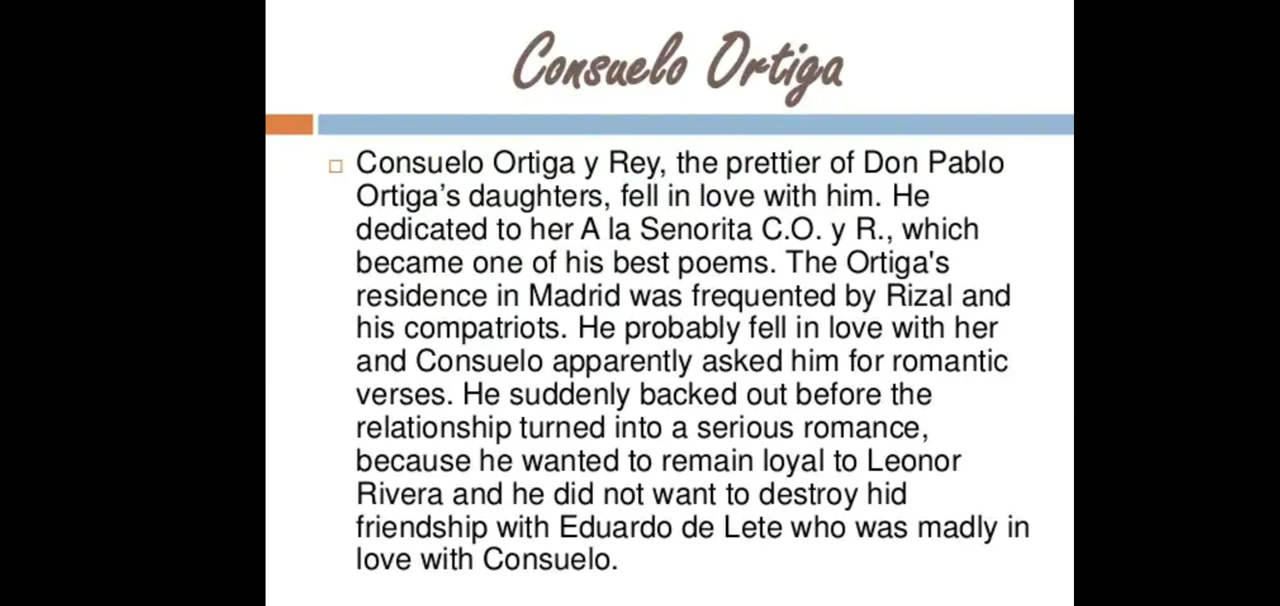 Consuelo Ortiga
Consuelo Ortiga y Rey, the prettier of Don Pablo
Ortiga’s daughters, fell in love with him. He
dedicated to her A la Senorita C.O. y R., which
became one of his best poems. The Ortiga's
residence in Madrid was frequented by Rizal and
his compatriots. He probably fell in love with her
and Consuelo apparently asked him for romantic
verses. He suddenly backed out before the
relationship turned into a serious romance,
because he wanted to remain loyal to Leonor
Rivera and he did not want to destroy hid
friendship with Eduardo de Lete who was madly in
love with Consuelo.